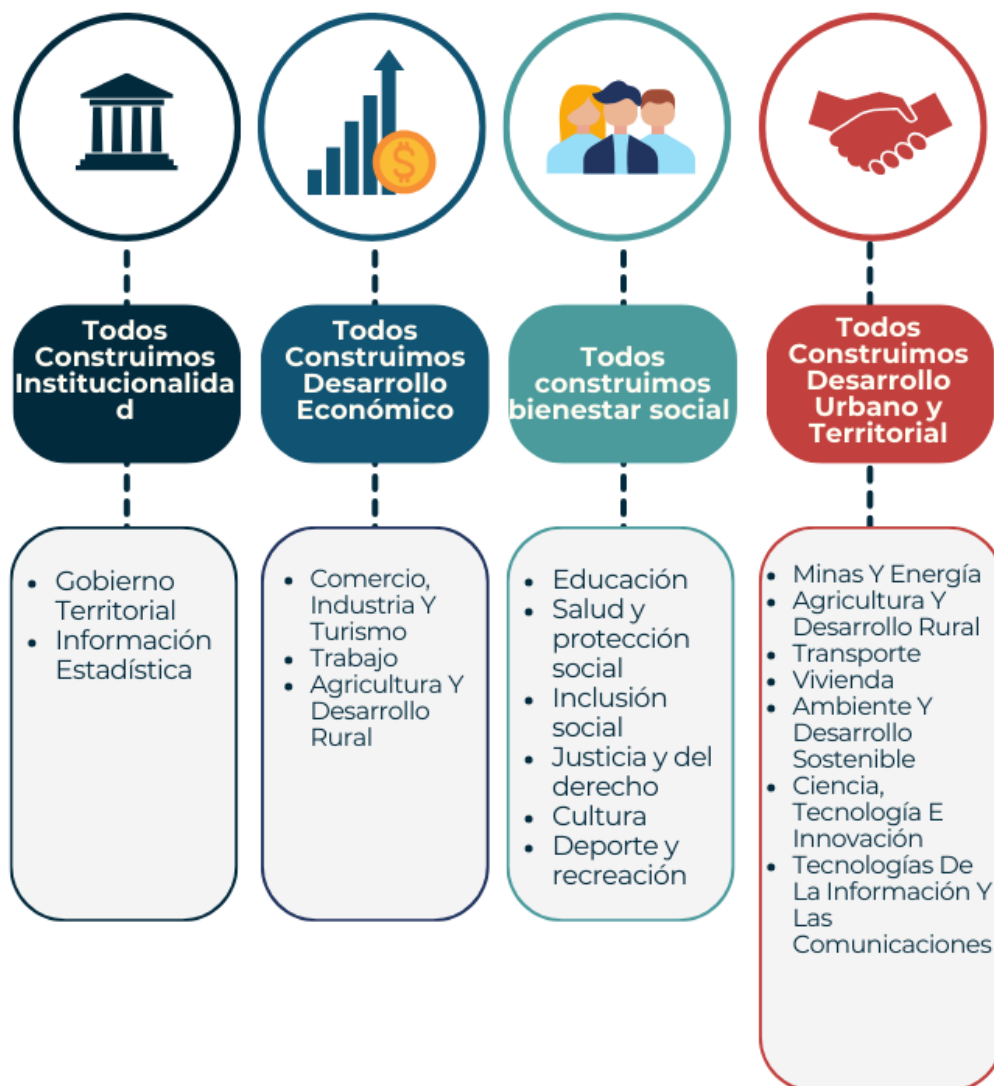 Todos
Construimos
Institucionalida
d
Todos
Construimos
Desarrollo
Económico
Todos
construimos
bienestar social
Todos
Construimos
Desarrollo
Urbano y
Territorial
• Gobierno
Territorial
• Información
Estadística
• Comercio,
Industria Y
Turismo
• Trabajo
• Agricultura Y
Desarrollo
Rural
• Educación
• Salud y
protección
social
• Inclusión
social
• Justicia y del
derecho
• Cultura
• Deporte y
recreación
• Minas Y Energía
• Agricultura Y
Desarrollo Rural
• Transporte
• Vivienda
• Ambiente Y
Desarrollo
Sostenible
• Ciencia,
Tecnología E
Innovación
• Tecnologías De
La Información Y
Las
Comunicaciones